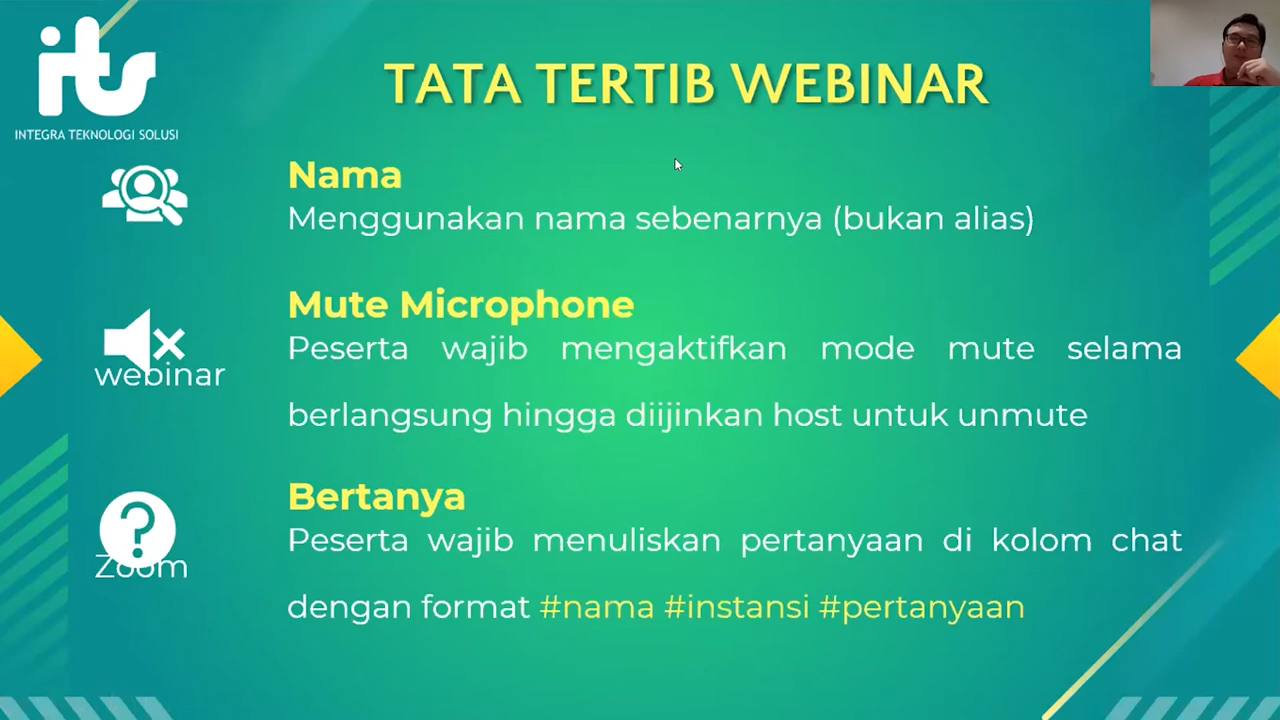 its
INTEGRA TEKNOLOGI SOLUSI
TATA TERTIB WEBINAR
Nama
Menggunakan nama sebenarnya (bukan alias)
Mute Microphone
Peserta wajib mengaktifkan mode mute selama
webinar
berlangsung hingga diijinkan host untuk unmute
Bertanya
Peserta wajib menuliskan pertanyaan di kolom chat
Zoom
dengan format #nama #instansi #pertanyaan